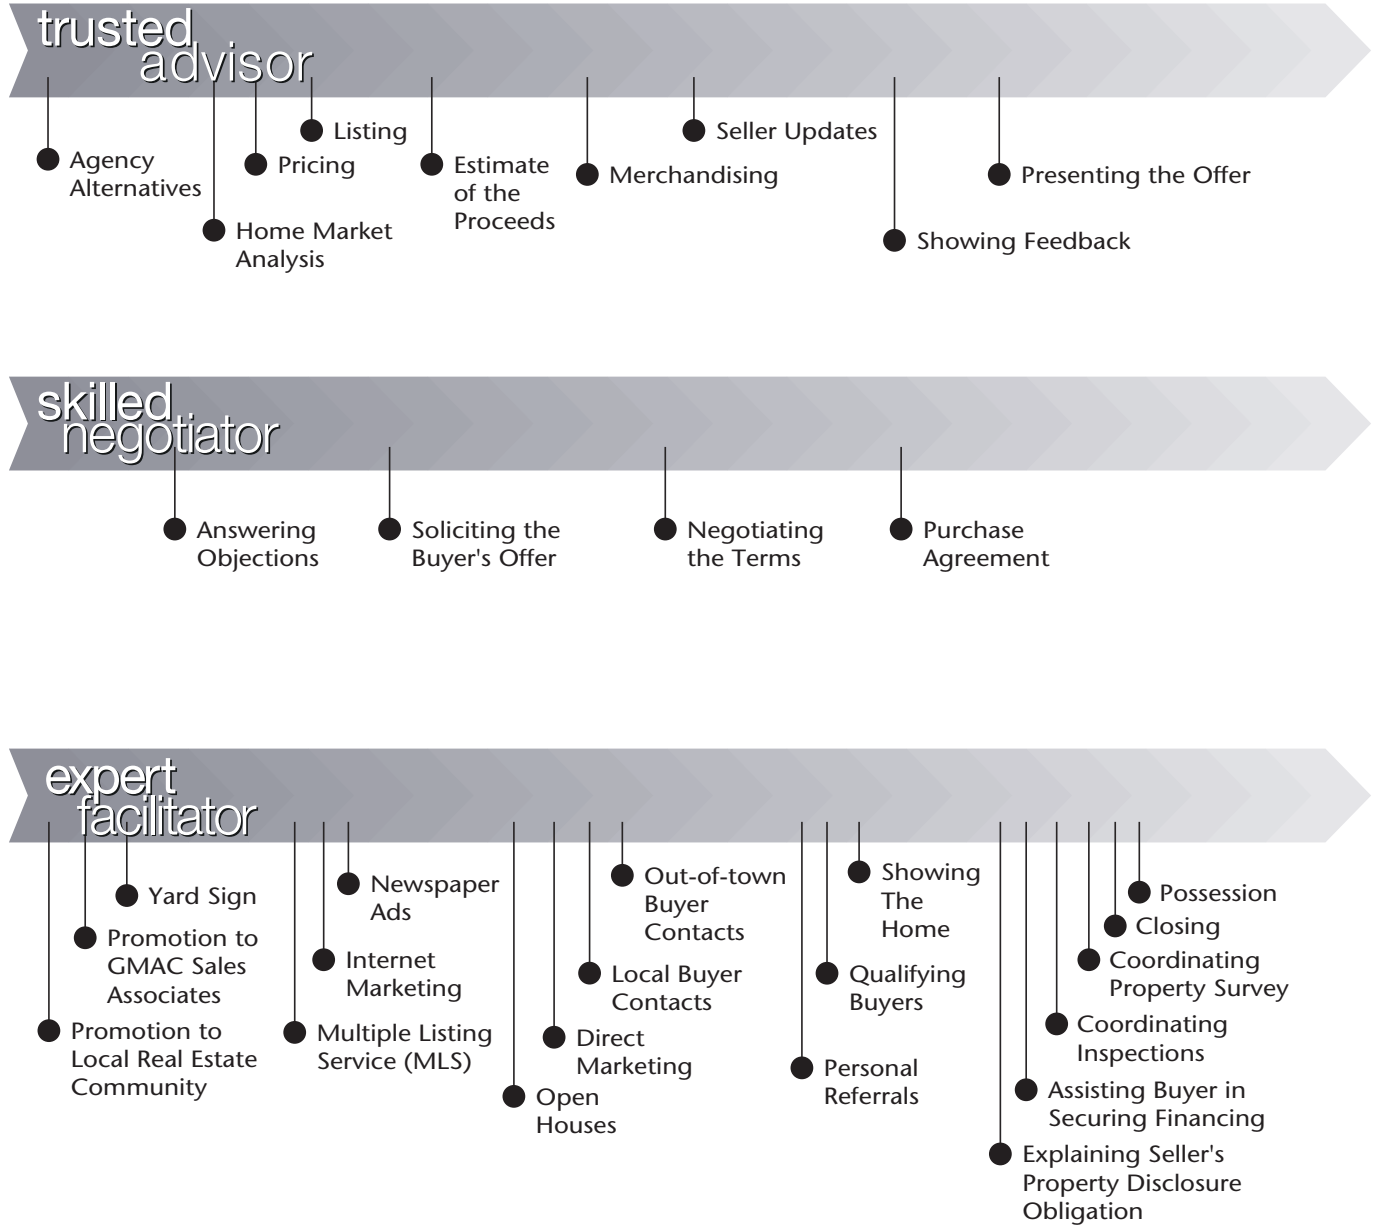 trusted
advisor
Agency
Alternatives
Home Market
Analysis
Pricing
Listing
Estimate
of the
Proceeds
Merchandising
Seller Updates
Showing Feedback
Presenting the Offer
skilled
negotiator
Answering
Objections
Soliciting the
Buyer's Offer
Negotiating
the Terms
Purchase
Agreement
expert
facilitator
Promotion to
Local Real Estate
Community
Promotion to
GMAC Sales
Associates
Yard Sign
Multiple Listing
Service (MLS)
Internet
Marketing
Newspaper
Ads
Open
Houses
Direct
Marketing
Local Buyer
Contacts
Out-of-town
Buyer
Contacts
Personal
Referrals
Qualifying
Buyers
Showing
The
Home
Explaining Seller's
Property Disclosure
Obligation
Assisting Buyer in
Securing Financing
Coordinating
Inspections
Coordinating
Property Survey
Closing
Possession